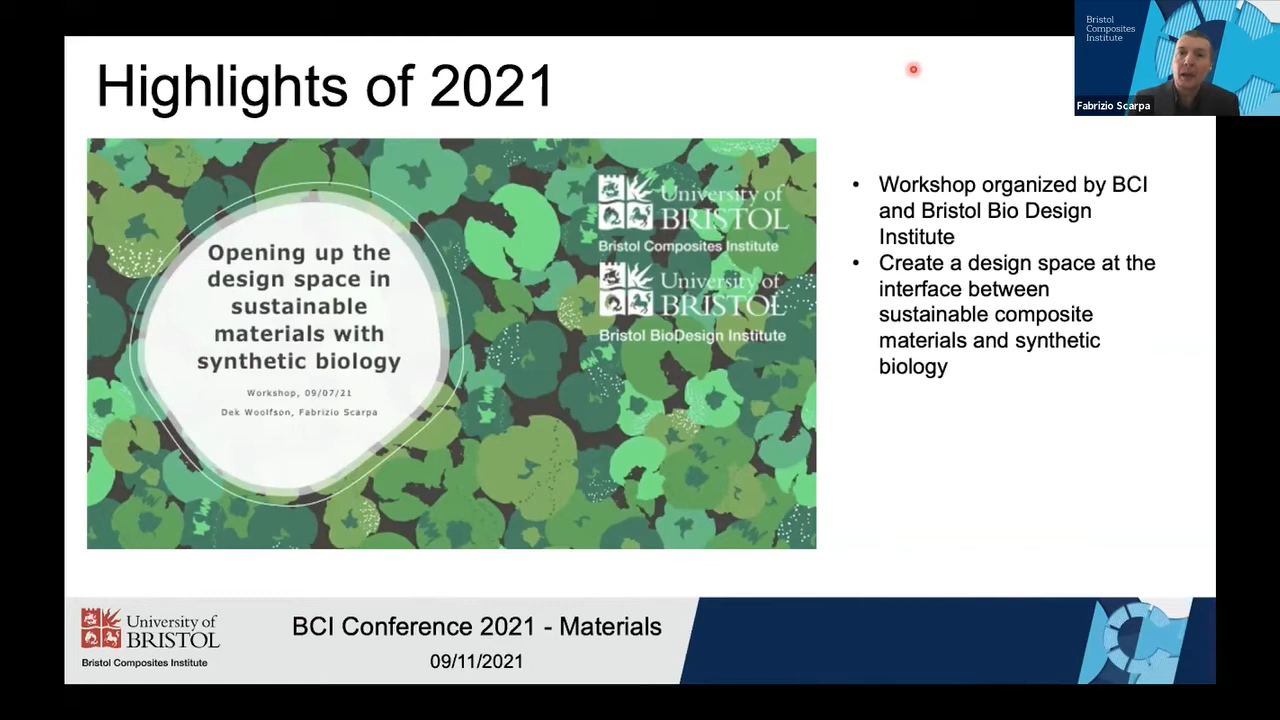 Highlights of 2021
Bristol
Composites
Institute
Fabrizio Scarpa
Opening up the
design space in
sustainable
materials with
synthetic biology
Workshop, 09/07/21
Dek Woolfson, Fabrizio Scarpa
University of
BRISTOL
Bristol Composites Institute
University of
BRISTOL
Bristol BioDesign Institute
• Workshop organized by BCI
and Bristol Bio Design
Institute
• Create a design space at the
interface between
sustainable composite
materials and synthetic
biology
University of
BRISTOL
Bristol Composites Institute
BCI Conference 2021 - Materials
09/11/2021